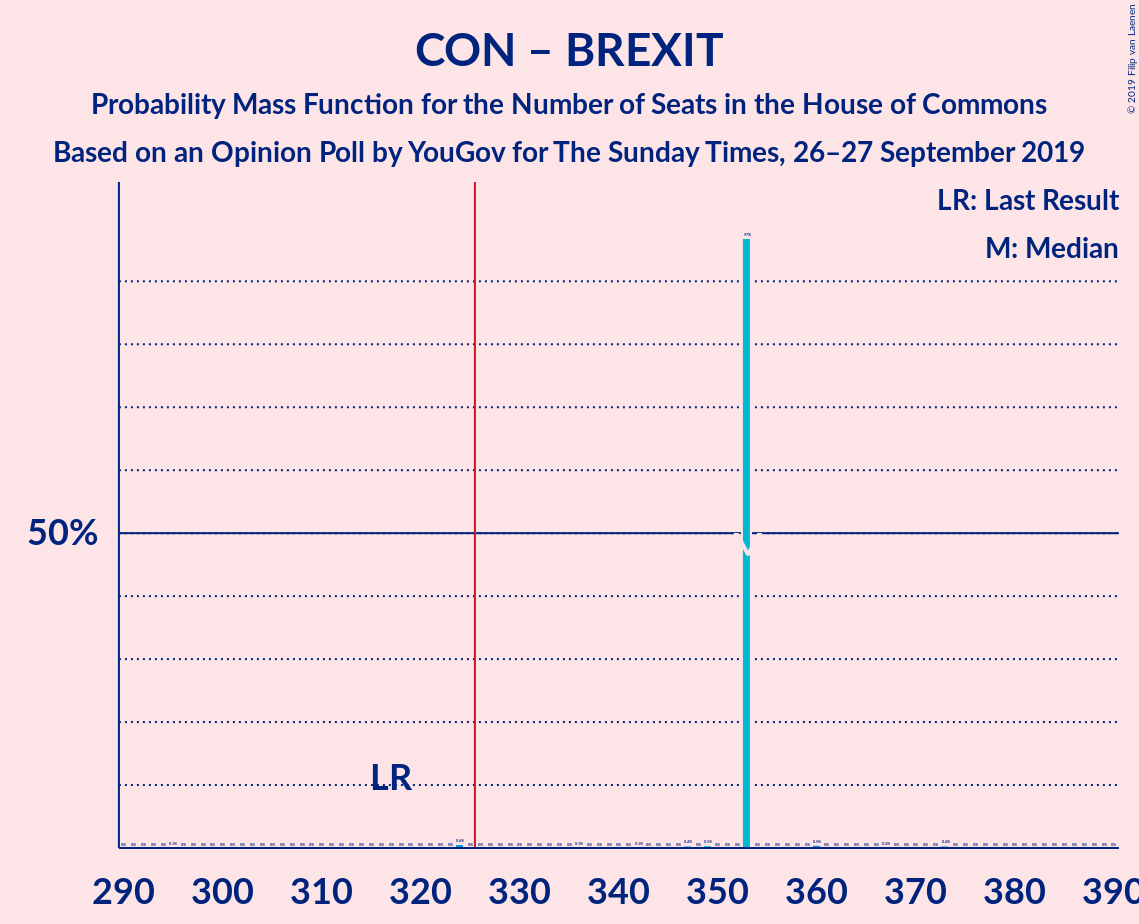 CON – BREXIT
Probability Mass Function for the Number of Seats in the House of Commons
Based on an Opinion Poll by YouGov for The Sunday Times, 26–27 September 2019
© 2019 Filip van Laenen
LR: Last Result
M: Median
97%
50%
M
LR
290 300 310 320 330 340 350 360 370 380 390